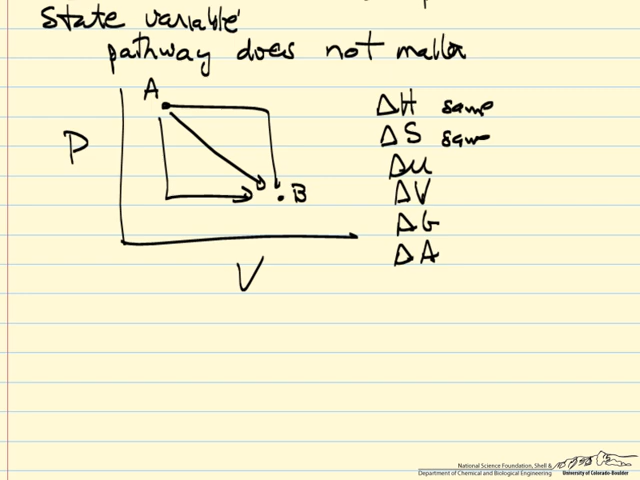 State variable
pathway does not matter
A
P
B
V
ΔH same
ΔS same
ΔU
ΔV
ΔG
ΔA
National Science Foundation, Shell &
Department of Chemical and Biological Engineering
University of Colorado-Boulder